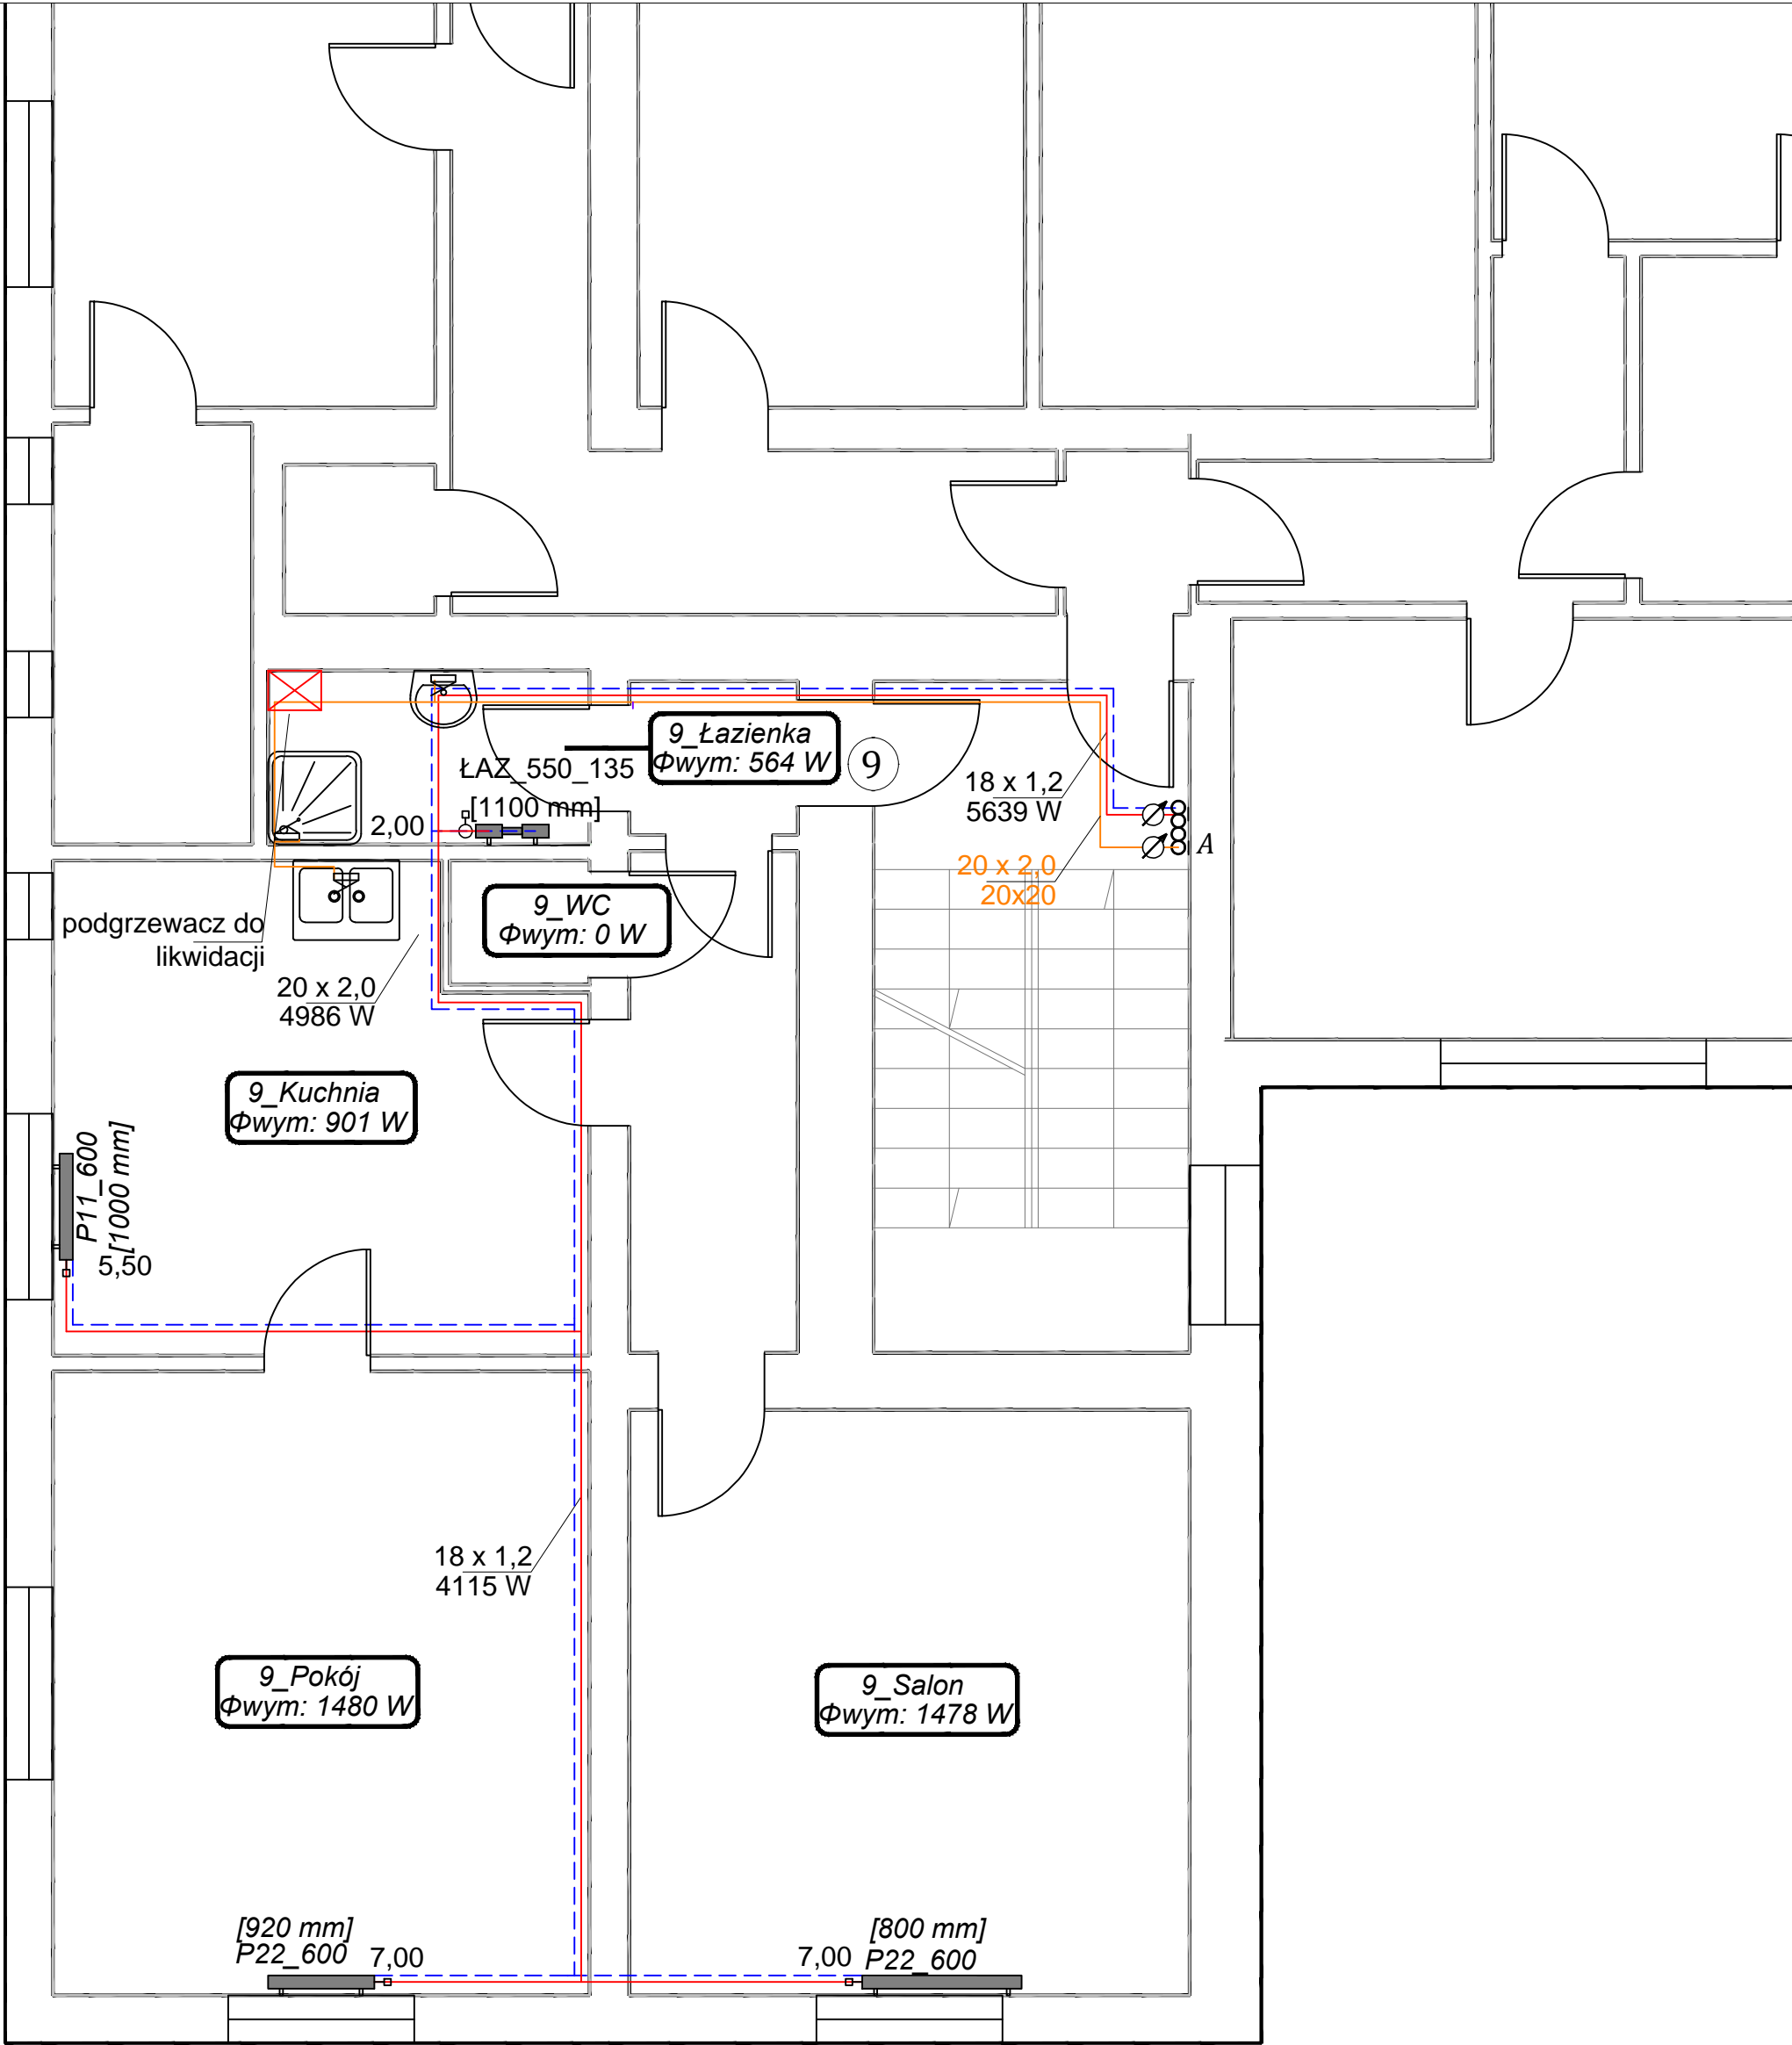 9_Łazienka
Φwym: 564 W
9
ŁAZ_550_135
[1100 mm]
2,00
18 x 1,2
5639 W
A
20 x 2,0
20x20
9_WC
Φwym: 0 W
podgrzewacz do
likwidacji
20 x 2,0
4986 W
9_Kuchnia
Φwym: 901 W
P11_600
[1000 mm]
5,50
18 x 1,2
4115 W
9_Pokój
Φwym: 1480 W
9_Salon
Φwym: 1478 W
[920 mm]
P22_600
7,00
7,00
[800 mm]
P22_600